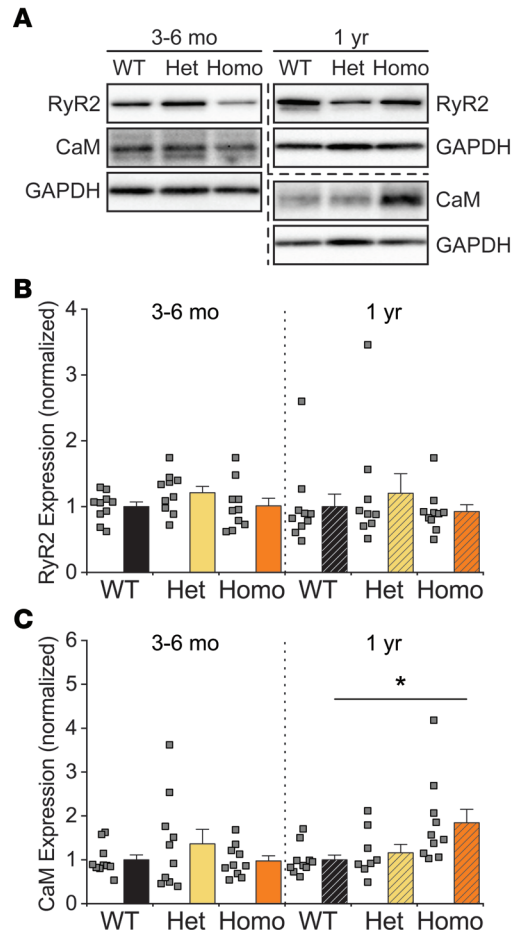 A
3-6 mo 1 yr
WT Het Homo WT Het Homo
RyR2 RyR2
CaM GAPDH
GAPDH CaM
GAPDH
B
RyR2 Expression (normalized)
4
3
2
1
0
3-6 mo 1 yr
WT Het Homo WT Het Homo
C
CaM Expression (normalized)
6
5
4
3
2
1
0
3-6 mo 1 yr
*
WT Het Homo WT Het Homo